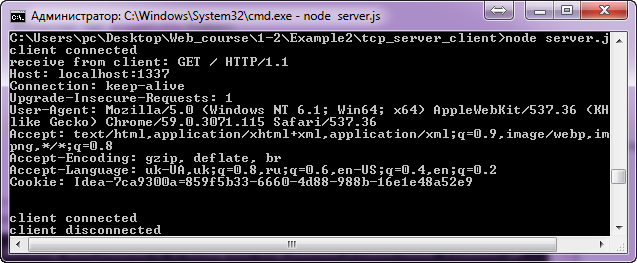 Администратор: C:\Windows\System32\cmd.exe - node  server.js
C:\Users\pc\Desktop\Web_course\1-2\Example2\tcp_server_client>node server.j
client connected
receive from client: GET / HTTP/1.1
Host: localhost:1337
Connection: keep-alive
Upgrade-Insecure-Requests: 1
User-Agent: Mozilla/5.0 (Windows NT 6.1; Win64; x64) AppleWebKit/537.36 (KH
like Gecko) Chrome/59.0.3071.115 Safari/537.36
Accept: text/html,application/xhtml+xml,application/xml;q=0.9,image/webp,im
png,*/*;q=0.8
Accept-Encoding: gzip, deflate, br
Accept-Language: uk-UA,uk;q=0.8,ru;q=0.6,en-US;q=0.4,en;q=0.2
Cookie: Idea-7ca9300a=859f5b33-6660-4d88-988b-16e1e48a52e9
client connected
client disconnected